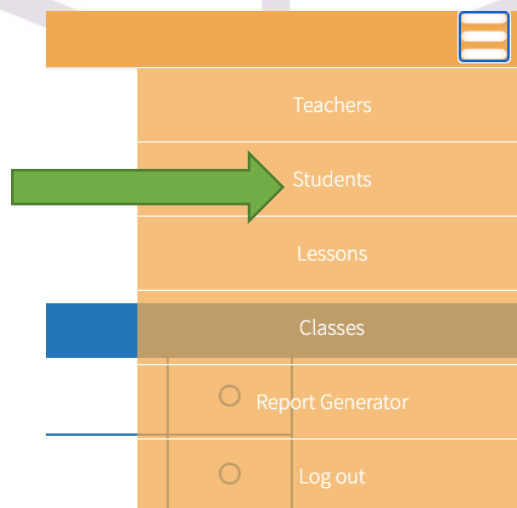 Teachers
Students
Lessons
Classes
Report Generator
Log out